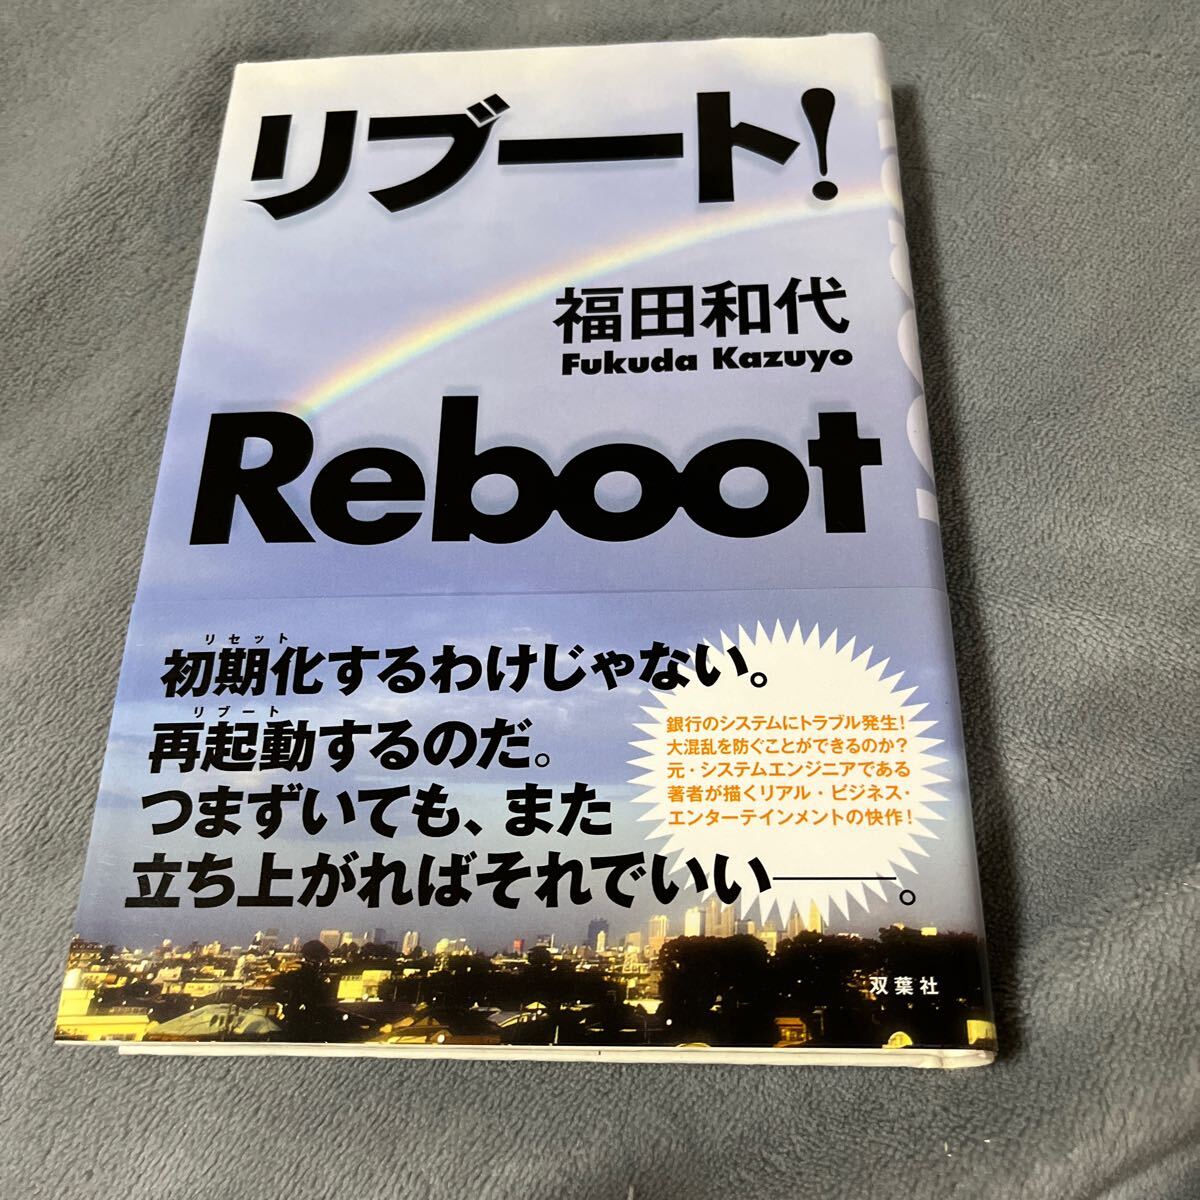 リブート!
福田和代
Fukuda Kazuyo
Reboot
リセット
初期化するわけじゃない。
リブート
再起動するのだ。
つまずいても、また
立ち上がればそれでいい――。
銀行のシステムにトラブル発生!
大混乱を防ぐことができるのか?
元・システムエンジニアである
著者が描くリアル・ビジネス・
エンターテインメントの快作!
双葉社